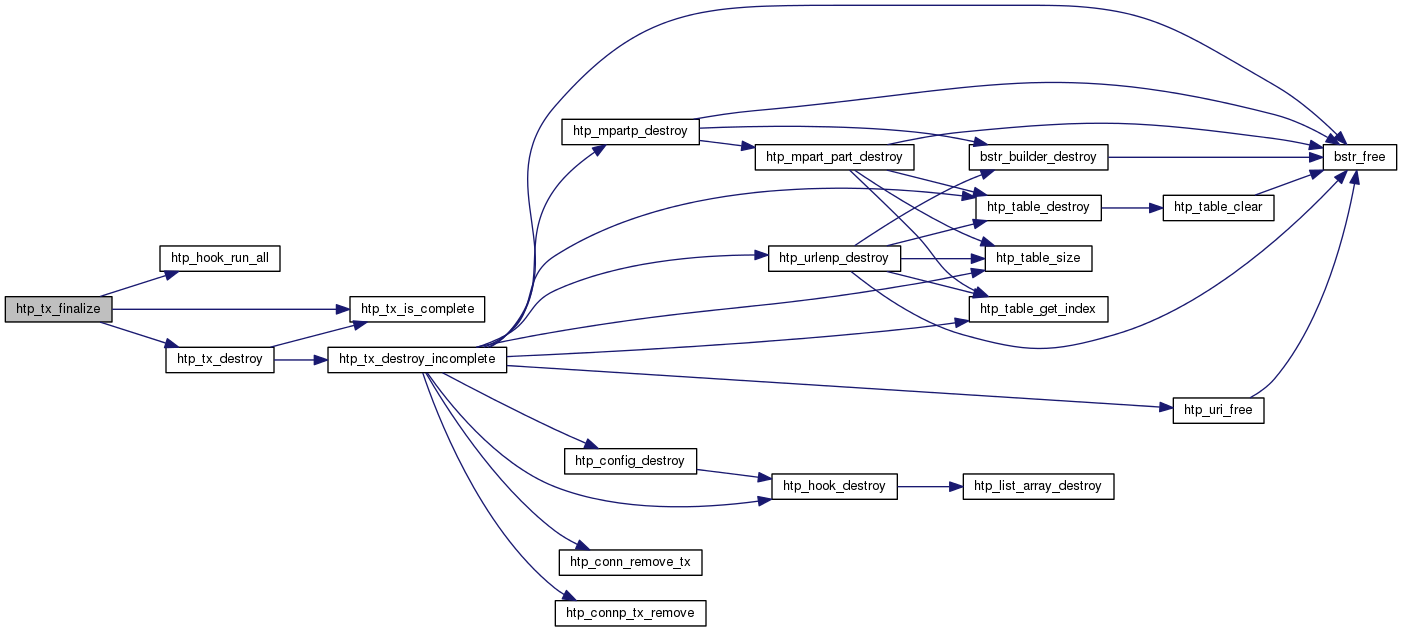 htp_mpartp_destroy
htp_mpart_part_destroy
bstr_builder_destroy
bstr_free
htp_table_destroy
htp_table_clear
htp_hook_run_all
htp_urlenp_destroy
htp_table_size
htp_tx_finalize
htp_tx_is_complete
htp_table_get_index
htp_tx_destroy
htp_tx_destroy_incomplete
htp_uri_free
htp_config_destroy
htp_hook_destroy
htp_list_array_destroy
htp_conn_remove_tx
htp_connp_tx_remove